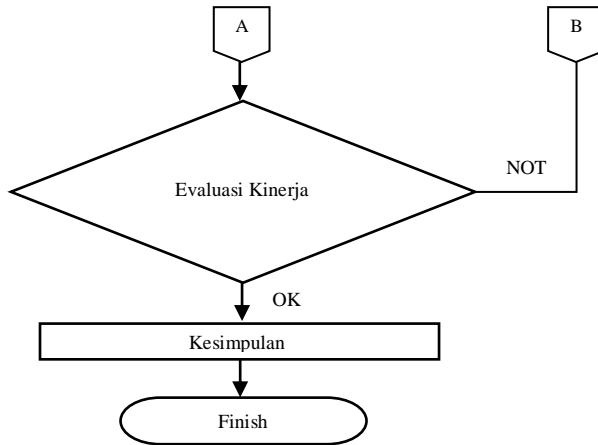 A
B
Evaluasi Kinerja
NOT
OK
Kesimpulan
Finish